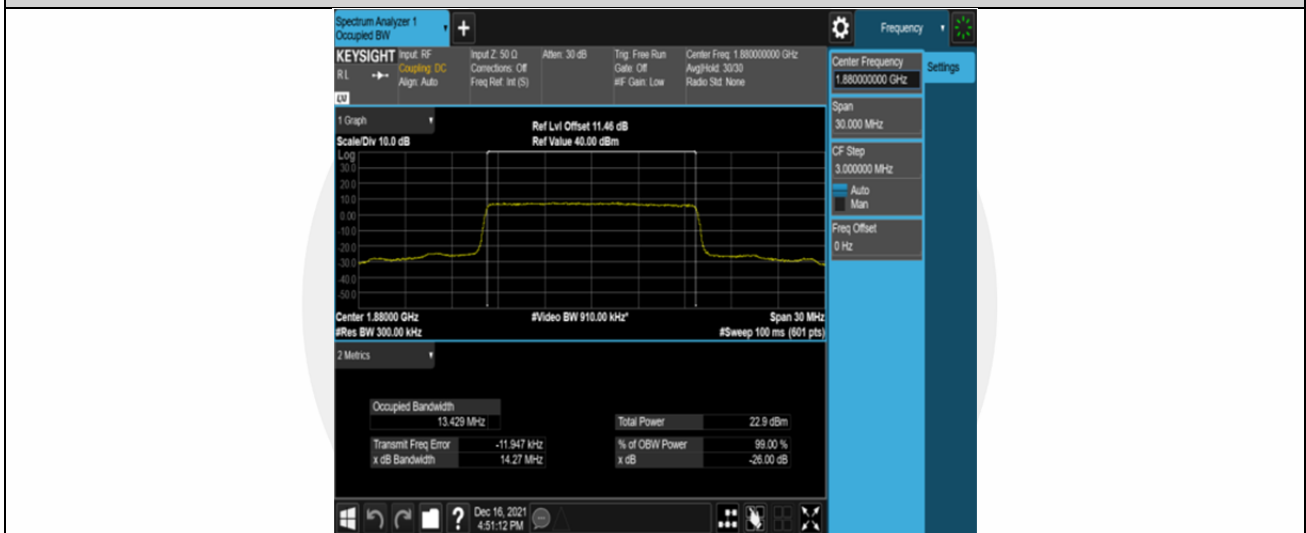 Spectrum Analyzer 1
Occupied BW
+
Frequency
KEYSIGHT Input: RF Input Z: 50 Ω Atten: 30 dB Trig: Free Run Center Freq: 1.880000000 GHz
R L Coupling: DC Corrections: Off Gate: Off Avg|Hold: 30/30
Align: Auto Freq Ref: Int (S) #IF Gain: Low Radio Std: None
Center Frequency
1.880000000 GHz
Settings
Span
30.000 MHz
CF Step
3.000000 MHz
Auto
Man
Freq Offset
0 Hz
1 Graph
Ref Lvl Offset 11.46 dB
Scale/Div 10.0 dB Ref Value 40.00 dBm
Log
30.0
20.0
10.0
0.00
-10.0
-20.0
-30.0
-40.0
-50.0
Center 1.88000 GHz #Video BW 910.00 kHz* Span 30 MHz
#Res BW 300.00 kHz #Sweep 100 ms (601 pts)
2 Metrics
Occupied Bandwidth
13.429 MHz Total Power 22.9 dBm
Transmit Freq Error -11.947 kHz % of OBW Power 99.00 %
x dB Bandwidth 14.27 MHz x dB -26.00 dB
? Dec 16, 2021
4:51:12 PM